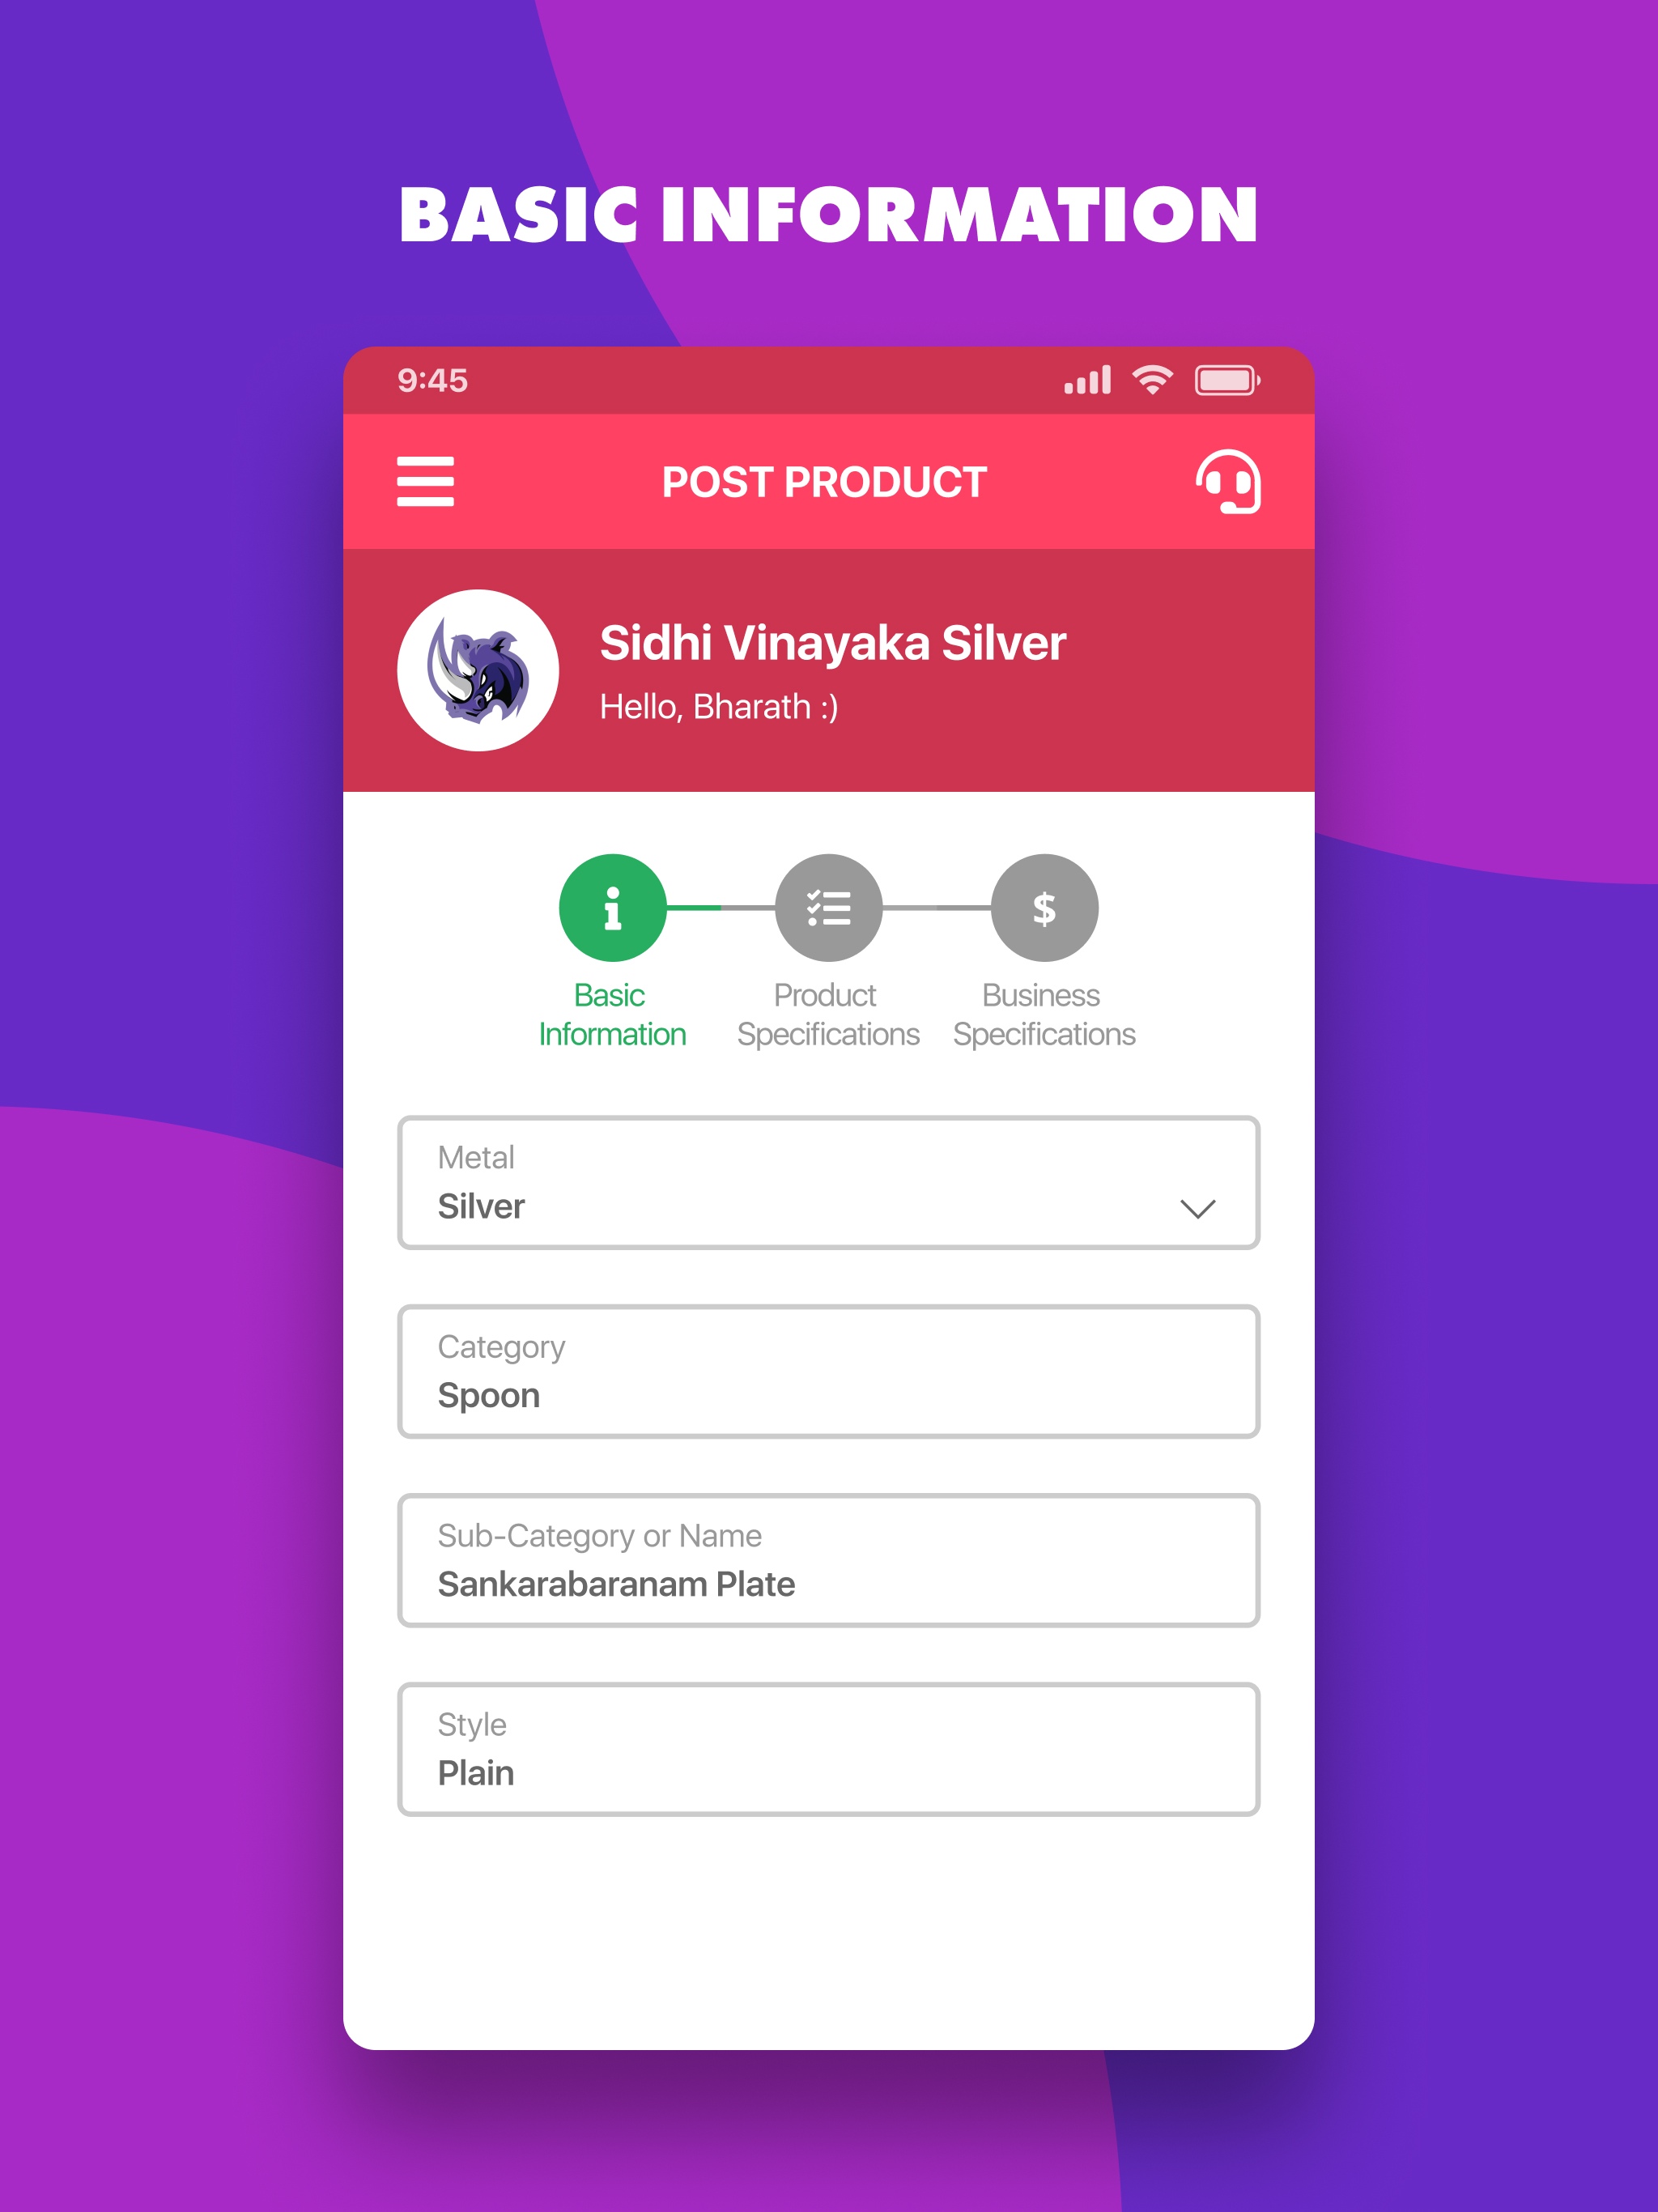 BASIC INFORMATION
9:45
POST PRODUCT
Sidhi Vinayaka Silver
Hello, Bharath :)
$
Basic
Information
Product
Specifications
Business
Specifications
Metal
Silver
Category
Spoon
Sub-Category or Name
Sankarabaranam Plate
Style
Plain